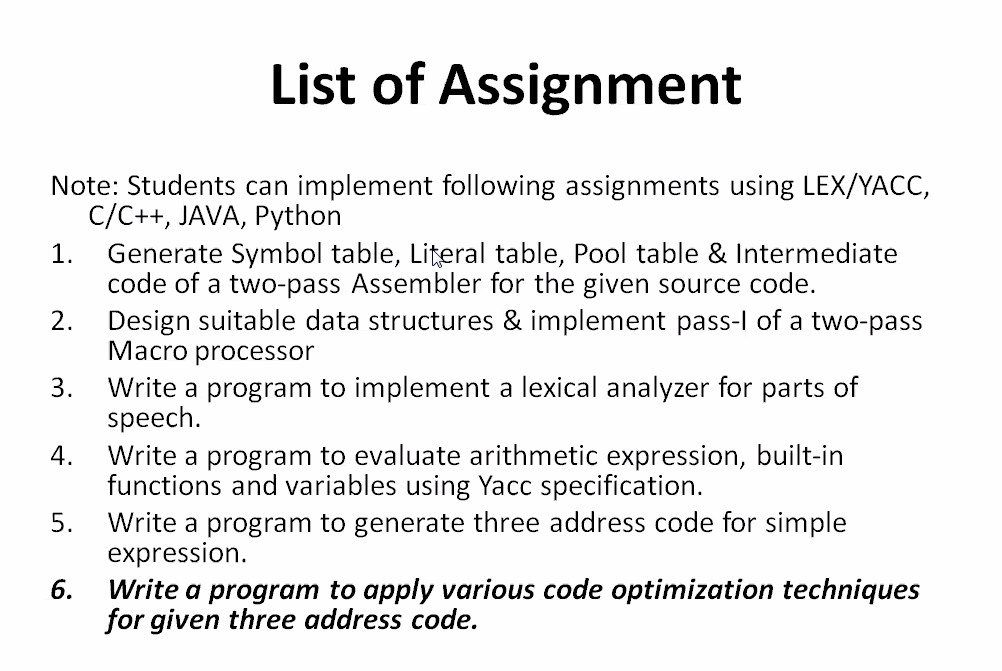 List of Assignment
Note: Students can implement following assignments using LEX/YACC,
C/C++, JAVA, Python
1. Generate Symbol table, Literal table, Pool table & Intermediate
code of a two-pass Assembler for the given source code.
2. Design suitable data structures & implement pass-I of a two-pass
Macro processor
3. Write a program to implement a lexical analyzer for parts of
speech.
4. Write a program to evaluate arithmetic expression, built-in
functions and variables using Yacc specification.
5. Write a program to generate three address code for simple
expression.
6. Write a program to apply various code optimization techniques
for given three address code.